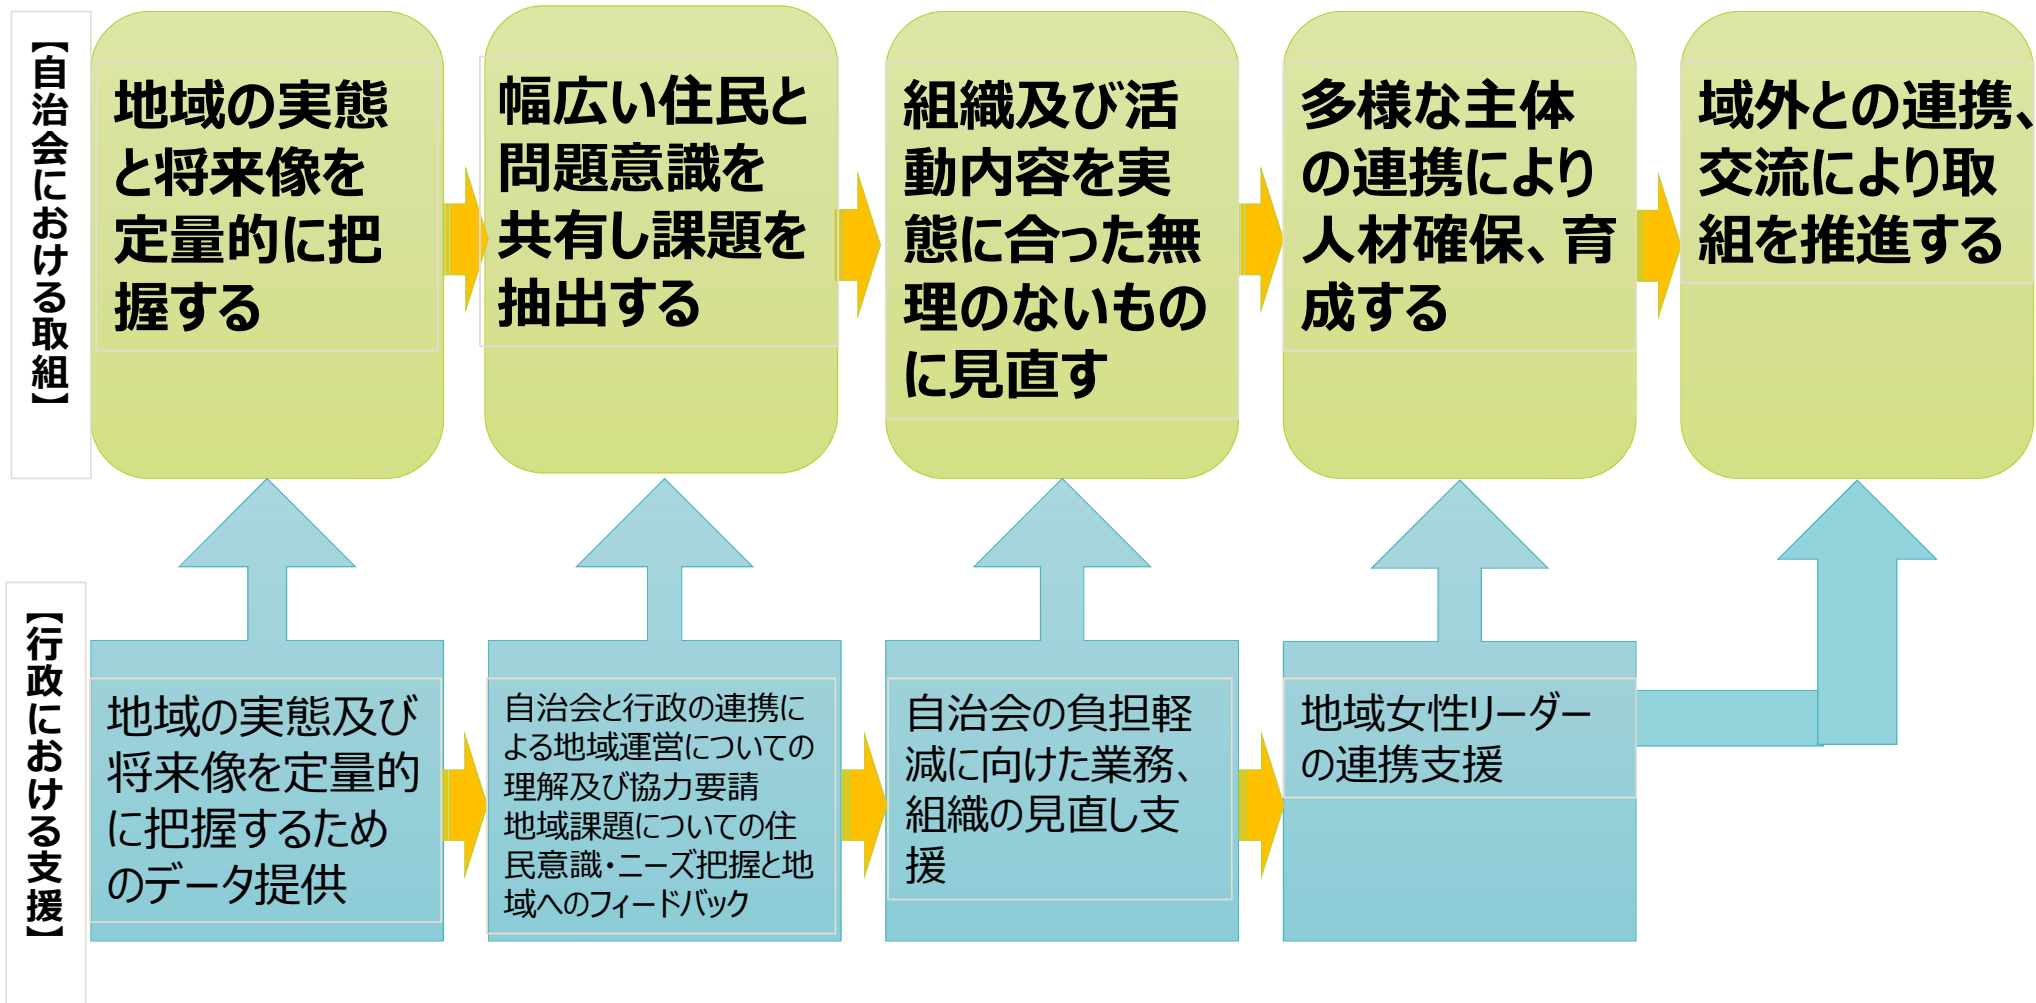 【自治会における取組】
地域の実態
と将来像を
定量的に把
握する
幅広い住民と
問題意識を
共有し課題を
抽出する
組織及び活
動内容を実
態に合った無
理のないもの
に見直す
多様な主体
の連携により
人材確保、育
成する
域外との連携、
交流により取
組を推進する
【行政における支援】
地域の実態及び
将来像を定量的
に把握するため
のデータ提供
自治会と行政の連携に
よる地域運営についての
理解及び協力要請
地域課題についての住
民意識・ニーズ把握と地
域へのフィードバック
自治会の負担軽
減に向けた業務、
組織の見直し支
援
地域女性リーダー
の連携支援